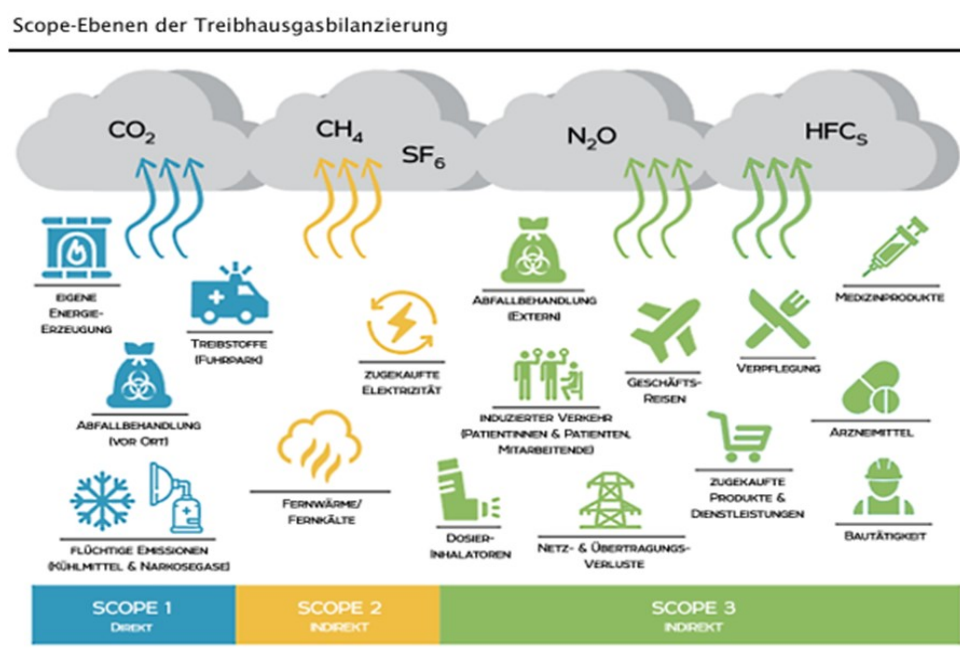 Scope-Ebenen der Treibhausgasbilanzierung
CO₂
CH₄
SF₆
N₂O
HFCs
EIGENE
ENERGIE-
ERZEUGUNG
TREIBSTOFFE
(FUHRPARK)
ABFALLBEHANDLUNG
(VOR ORT)
FLÜCHTIGE EMISSIONEN
(KÜHLMITTEL & NARKOSEGASE)
ZUGEKAUFTE
ELEKTRIZITÄT
FERNWÄRME/
FERNKÄLTE
ABFALLBEHANDLUNG
(EXTERN)
INDUZIERTER VERKEHR
(PATIENTINNEN & PATIENTEN,
MITARBEITENDE)
DOSIER-
INHALATOREN
NETZ- & ÜBERTRAGUNGS-
VERLUSTE
GESCHÄFTS-
REISEN
VERPFLEGUNG
ZUGEKAUFTE
PRODUKTE &
DIENSTLEISTUNGEN
MEDIZINPRODUKTE
ARZNEIMITTEL
BAUTÄTIGKEIT
SCOPE 1
DIREKT
SCOPE 2
INDIREKT
SCOPE 3
INDIREKT